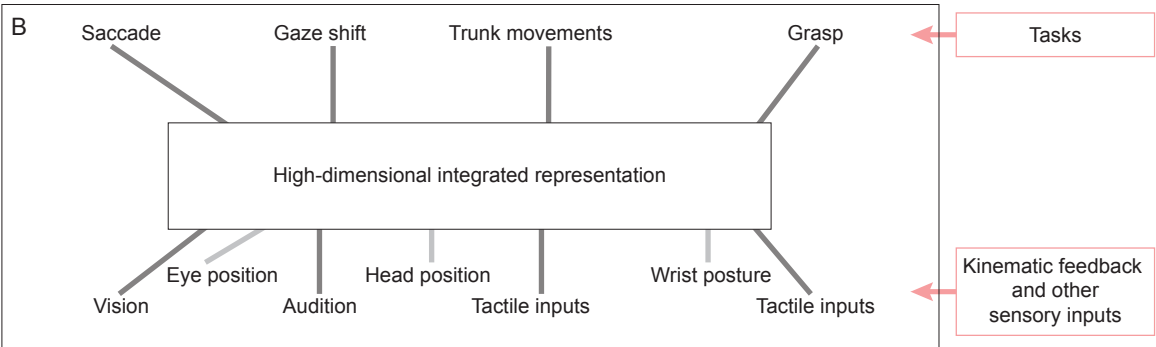 B
Saccade
Gaze shift
Trunk movements
Grasp
Tasks
High-dimensional integrated representation
Eye position
Head position
Wrist posture
Vision
Audition
Tactile inputs
Tactile inputs
Kinematic feedback
and other
sensory inputs